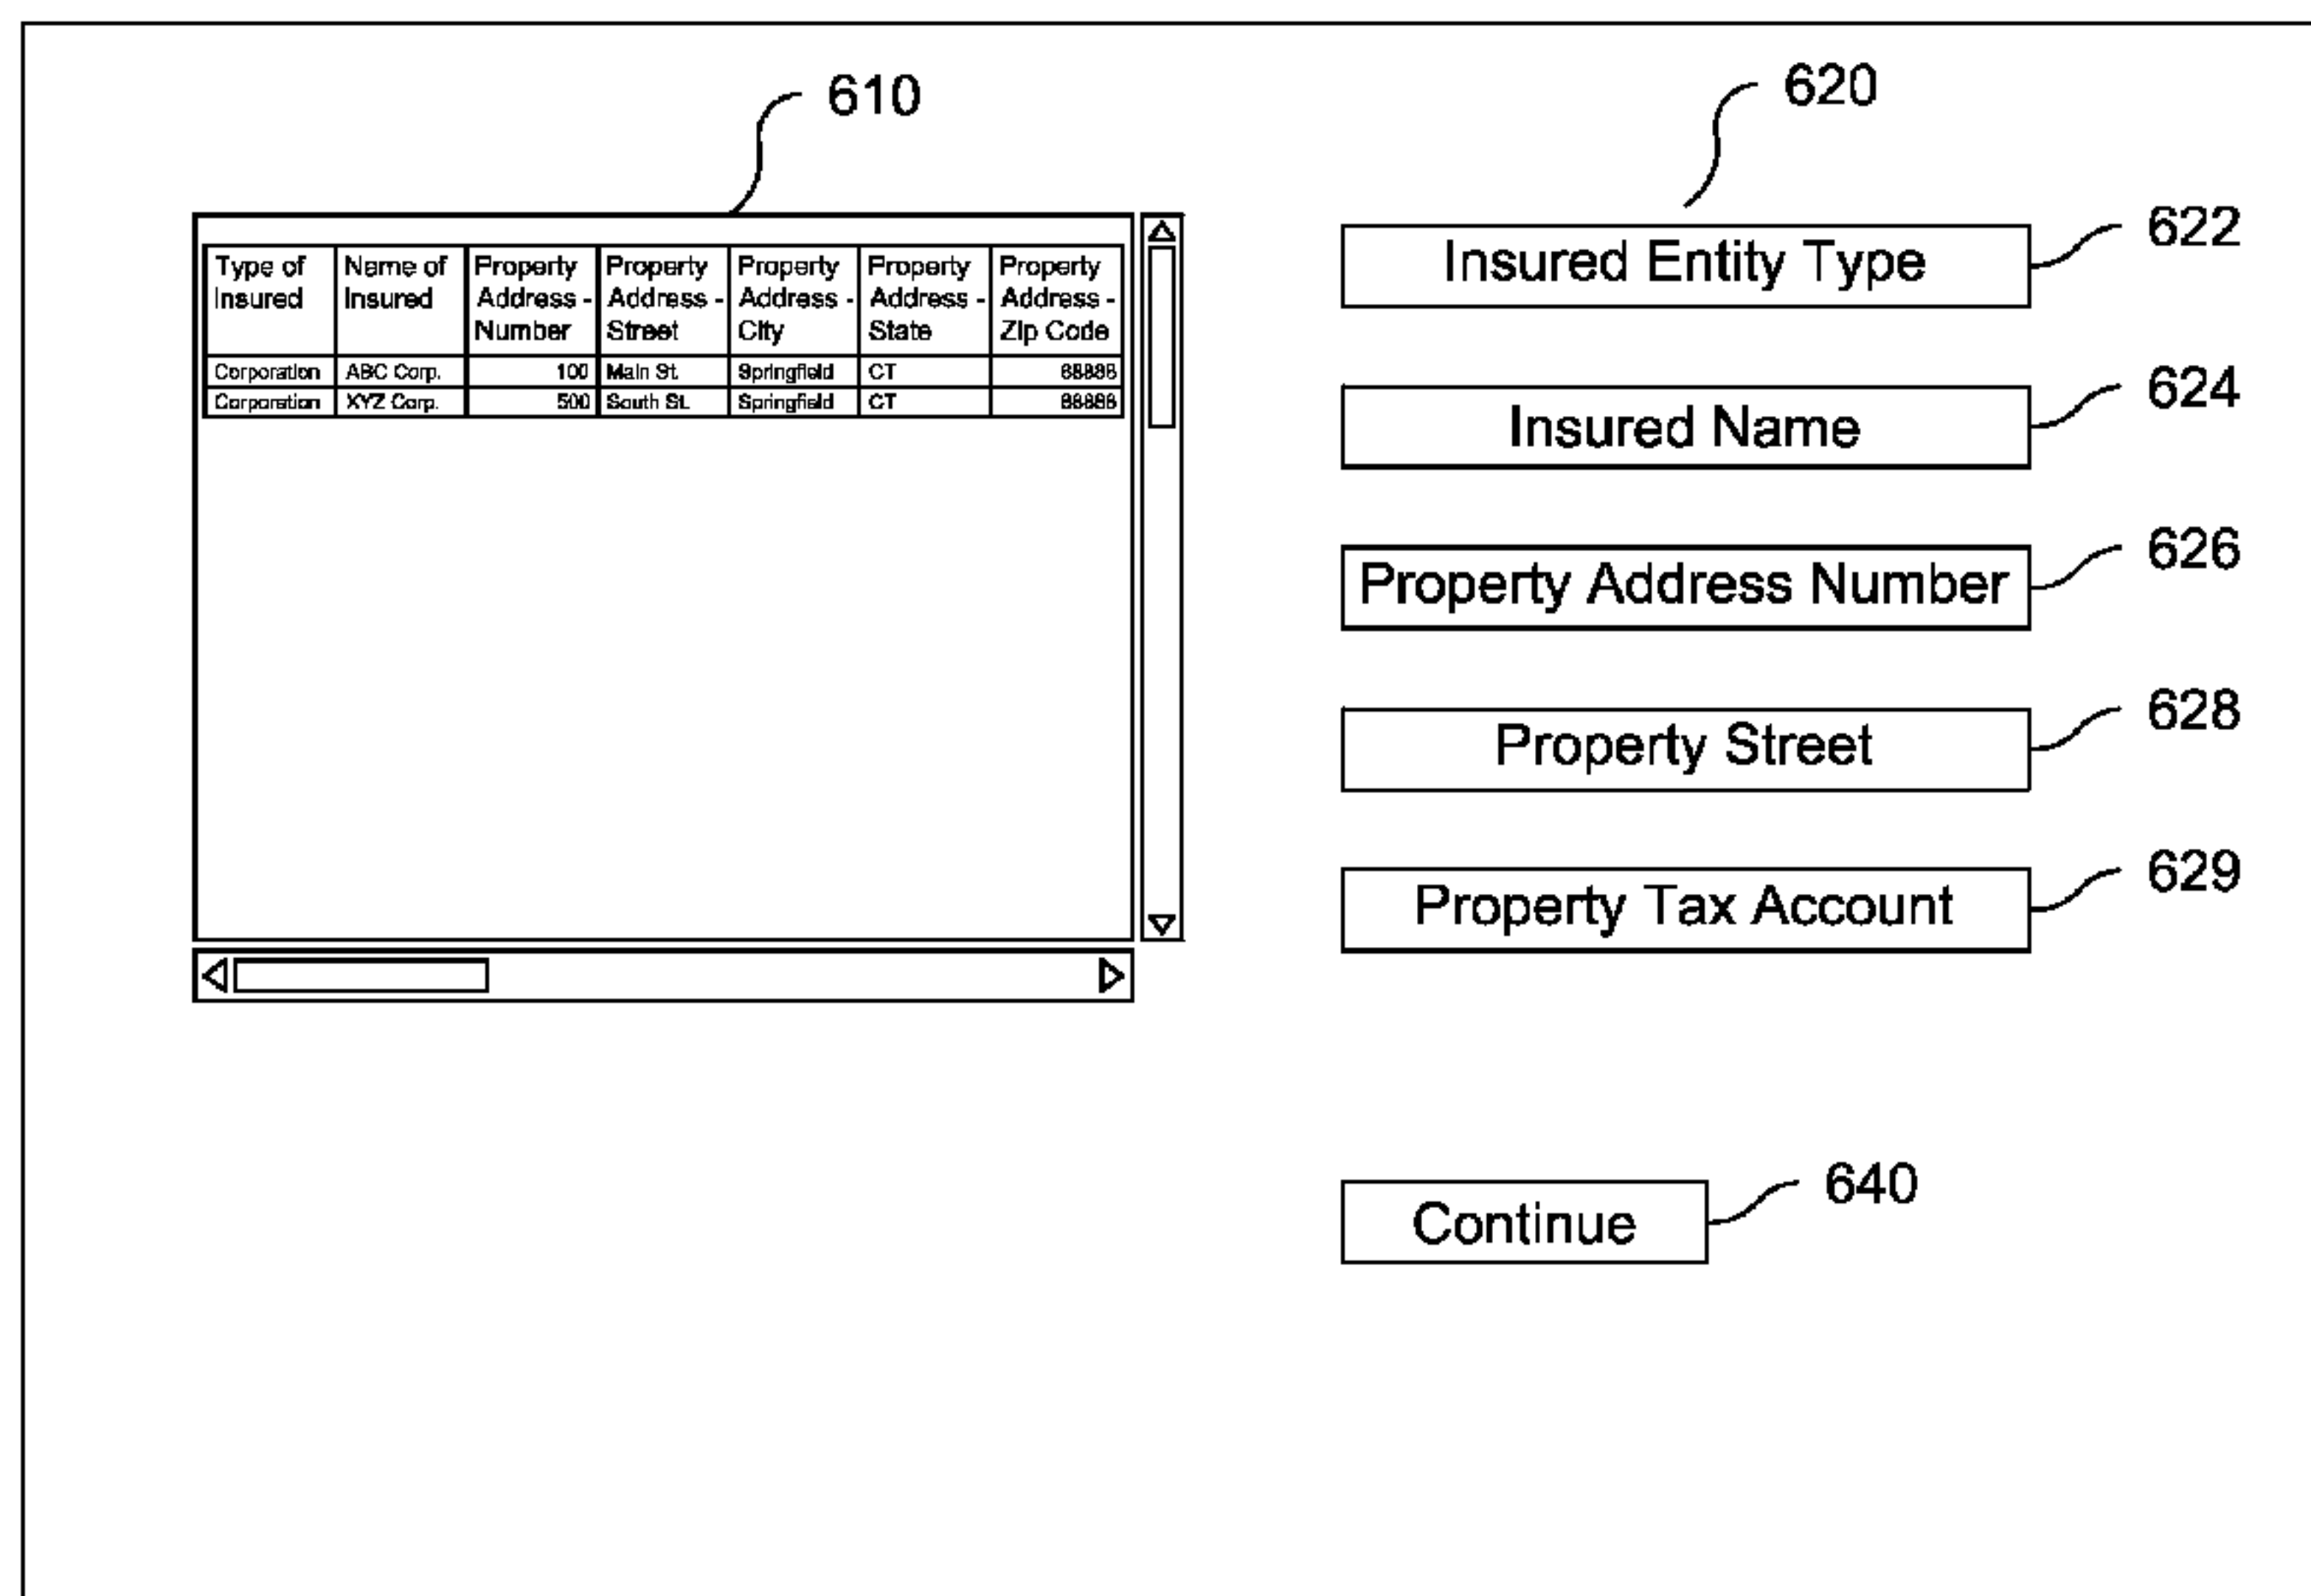 610
620
Type of Insured | Name of Insured | Property Address - Number | Property Address - Street | Property Address - City | Property Address - State | Property Address - Zip Code
Corporation | ABC Corp. | 100 | Main St. | Springfield | CT
Corporation | XYZ Corp. | 500 | South St. | Springfield | CT
Insured Entity Type 622
Insured Name 624
Property Address Number 626
Property Street 628
Property Tax Account 629
Continue 640